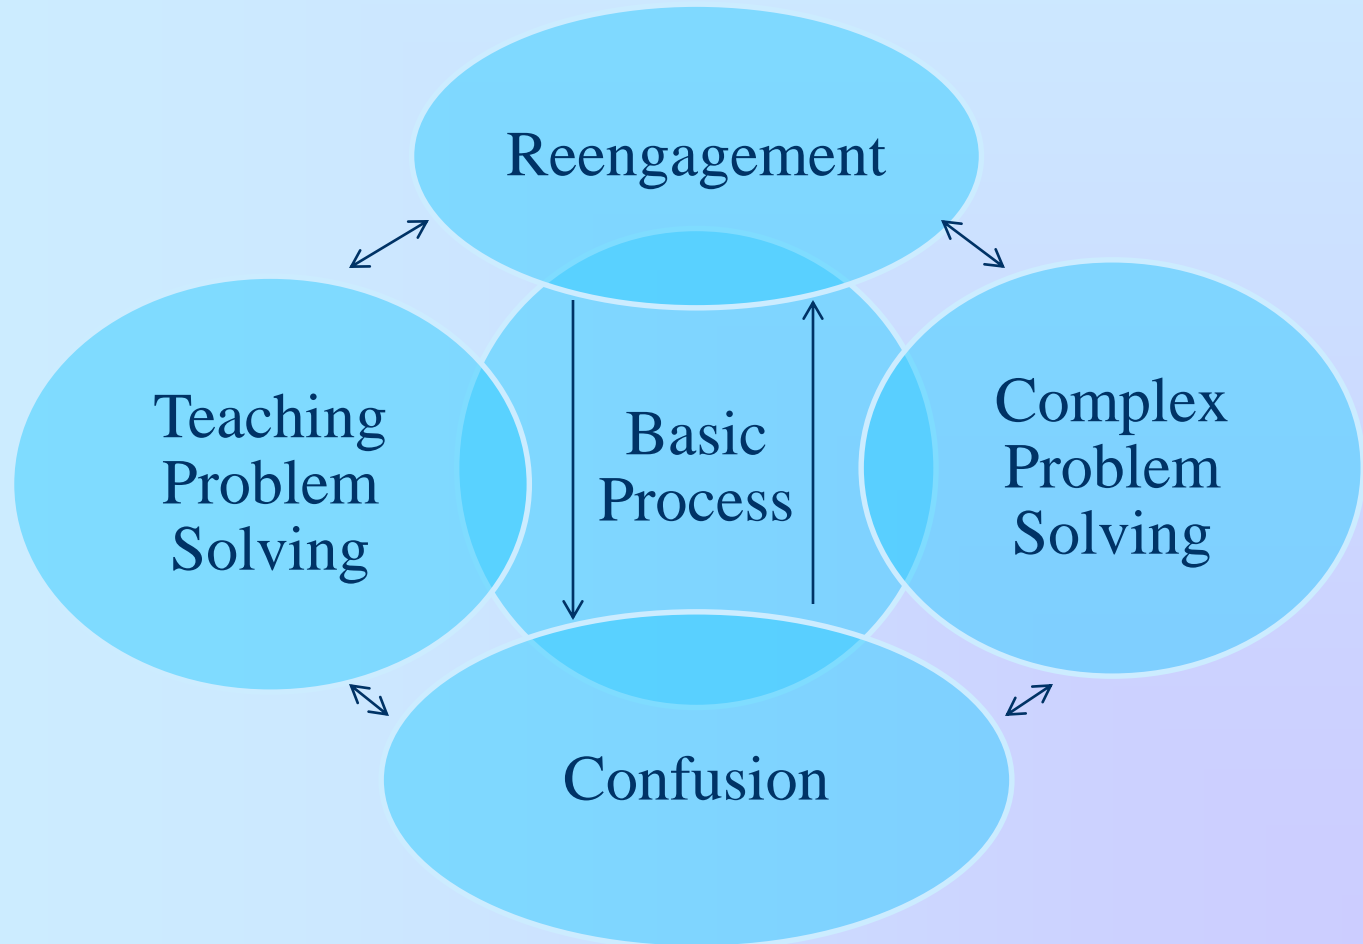 Reengagement
Teaching
Problem
Solving
Basic
Process
Complex
Problem
Solving
Confusion